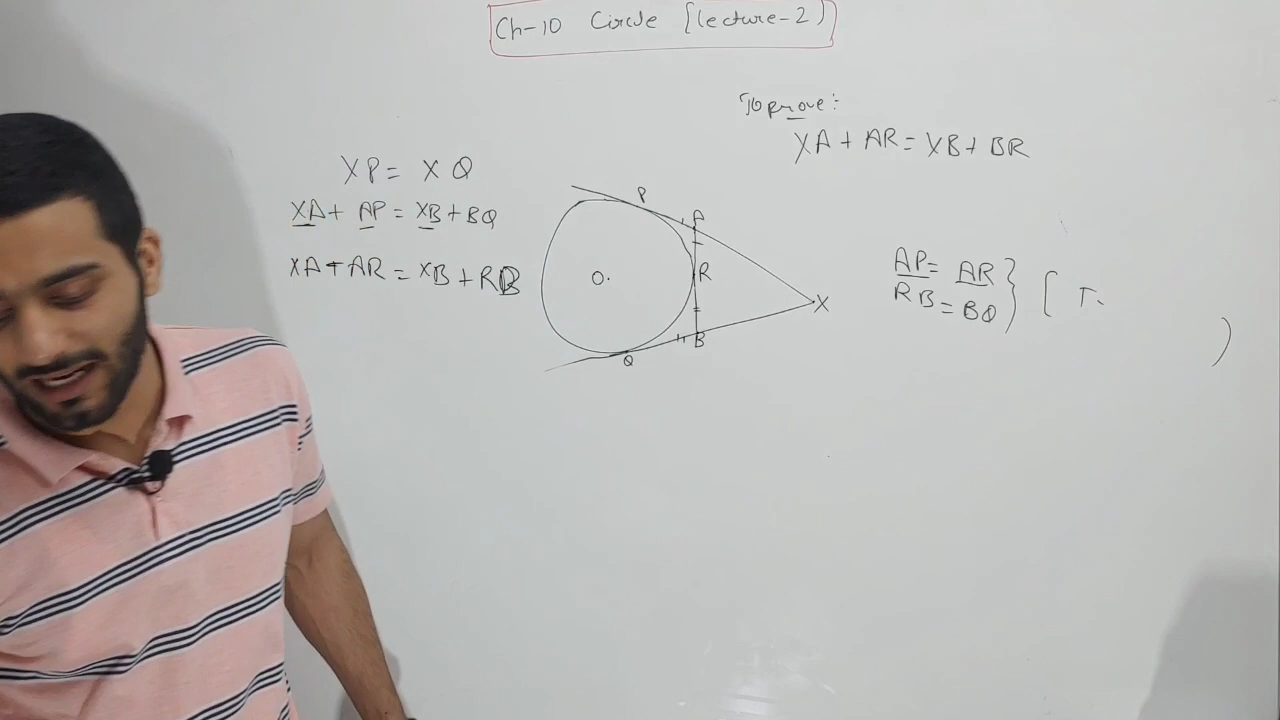 Ch-10 Circle [lecture-2)
To prove:
XA + AR = XB + BR
XP = XQ
XA + AP = XB + BQ
XA + AR = XB + RB
P
A
R
O.
X
B
Q
AP = AR
RB = BQ } [ T.
)